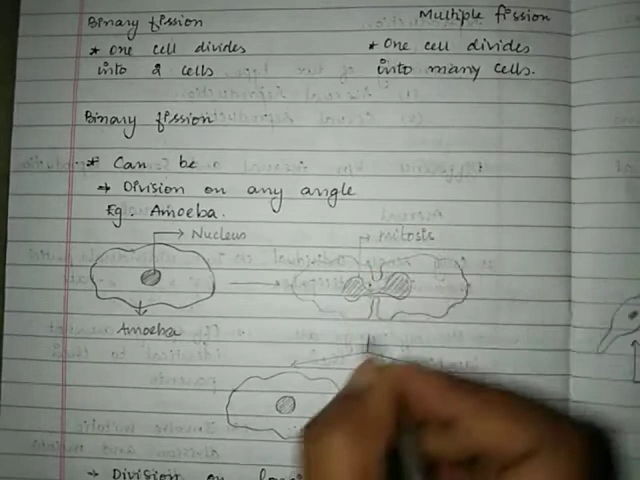 Binary fission
Multiple fission
* One cell divides
into 2 cells
* One cell divides
into many cells.
Binary fission
* Can be
→ Division on any angle
Eg: Amoeba.
→ Nucleus
→ Mitosis
Amoeba
→ Division on